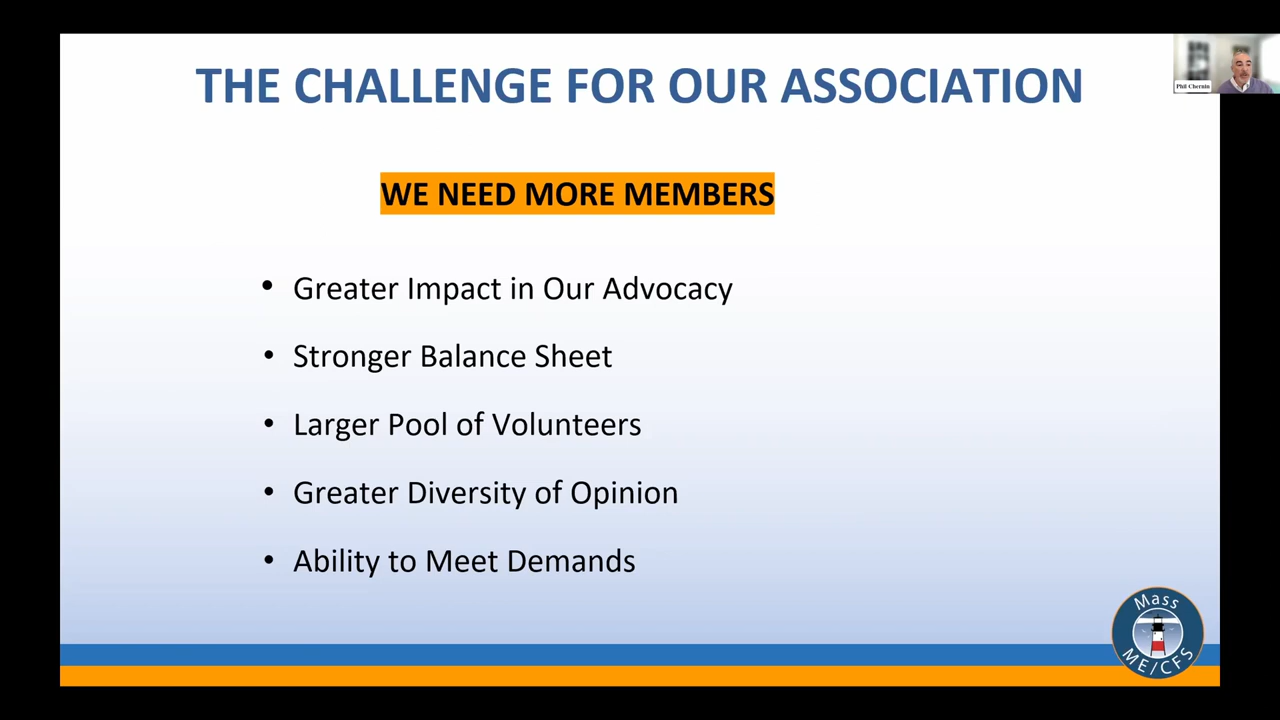 THE CHALLENGE FOR OUR ASSOCIATION
Phil Chernin
WE NEED MORE MEMBERS
• Greater Impact in Our Advocacy
• Stronger Balance Sheet
• Larger Pool of Volunteers
• Greater Diversity of Opinion
• Ability to Meet Demands
Mass
ME/CFS